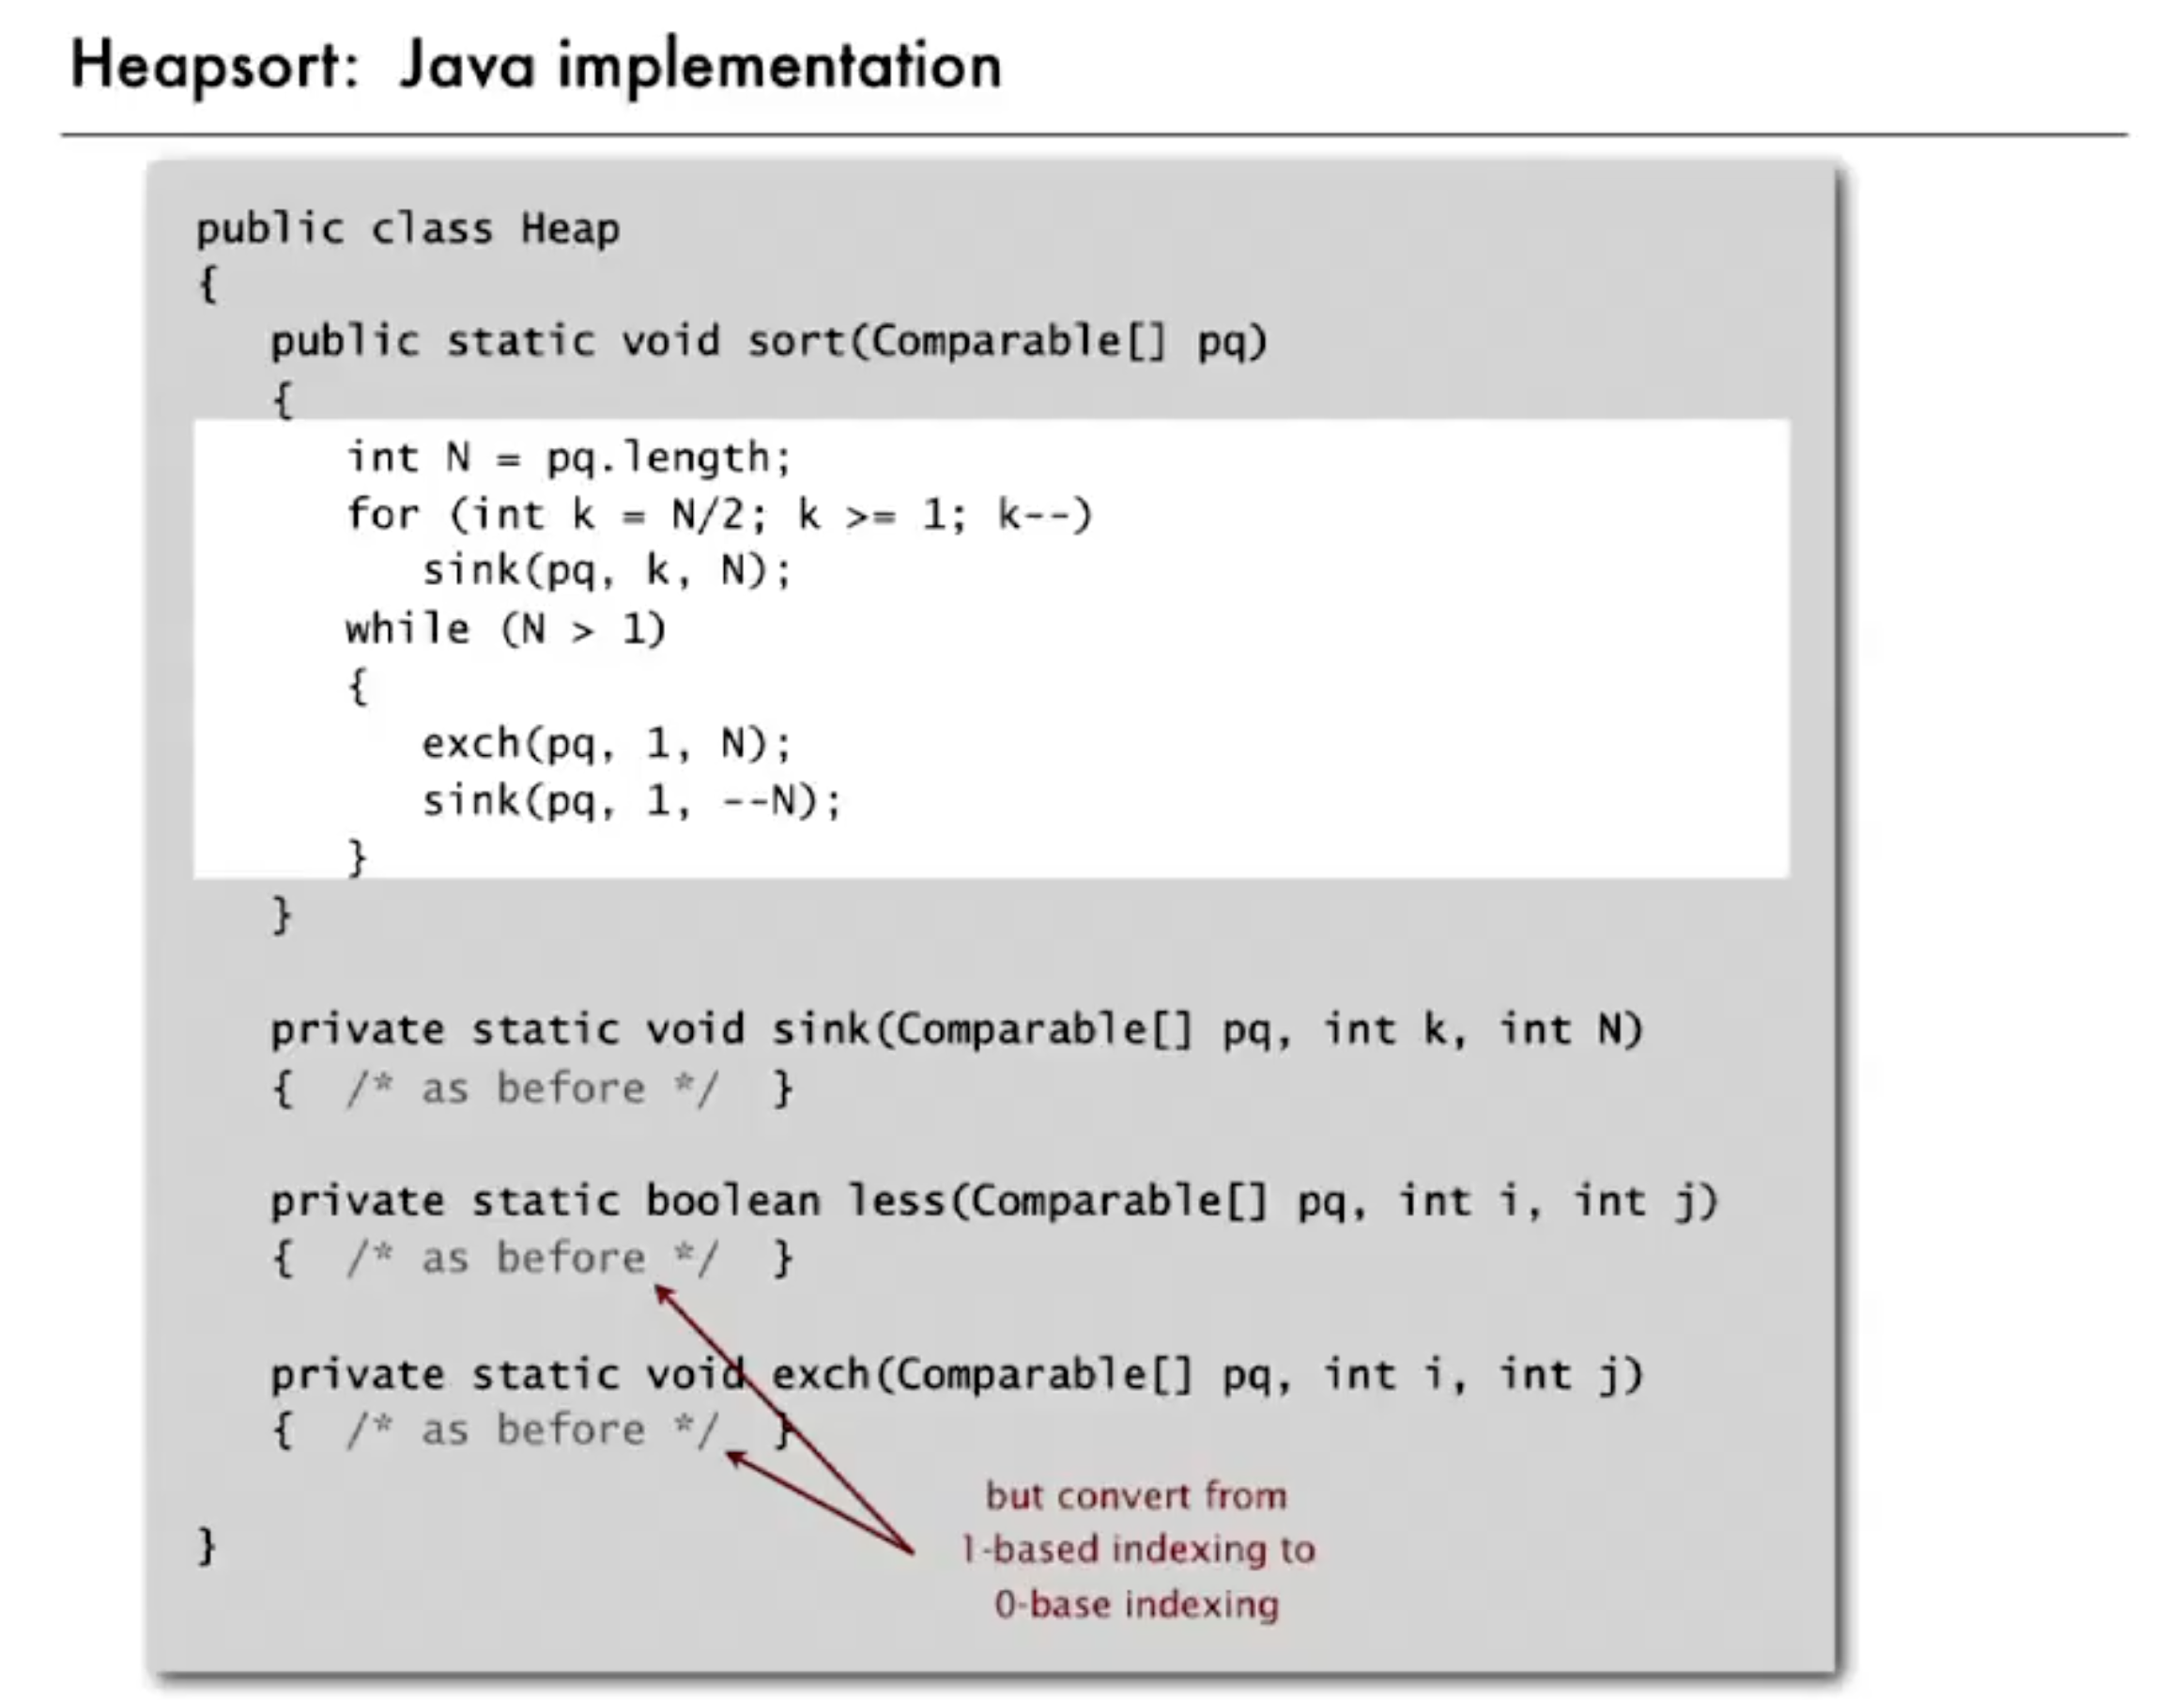 Heapsort: Java implementation
public class Heap
{
public static void sort(Comparable[] pq)
{
int N = pq.length;
for (int k = N/2; k >= 1; k--)
sink(pq, k, N);
while (N > 1)
{
exch(pq, 1, N);
sink(pq, 1, --N);
}
}
private static void sink(Comparable[] pq, int k, int N)
{ /* as before */ }
private static boolean less(Comparable[] pq, int i, int j)
{ /* as before */ }
private static void exch(Comparable[] pq, int i, int j)
{ /* as before */ }
}
but convert from
1-based indexing to
0-base indexing